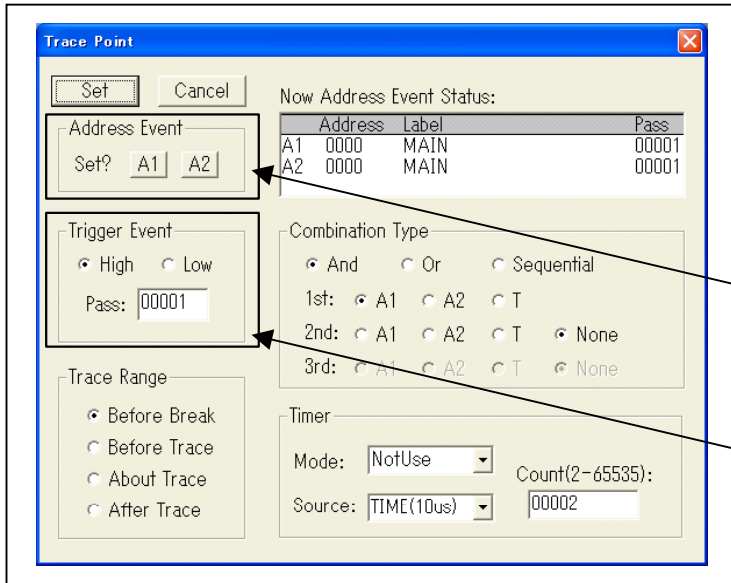 Trace Point
Set Cancel
Now Address Event Status:
Address Label Pass
A1 0000 MAIN 00001
A2 0000 MAIN 00001
Address Event
Set? A1 A2
Trigger Event
High Low
Pass: 00001
Combination Type
And Or Sequential
1st: A1 A2 T
2nd: A1 A2 T None
3rd: A1 A2 T None
Trace Range
Before Break
Before Trace
About Trace
After Trace
Timer
Mode: NotUse
Source: TIME(10us)
Count(2-65535):
00002